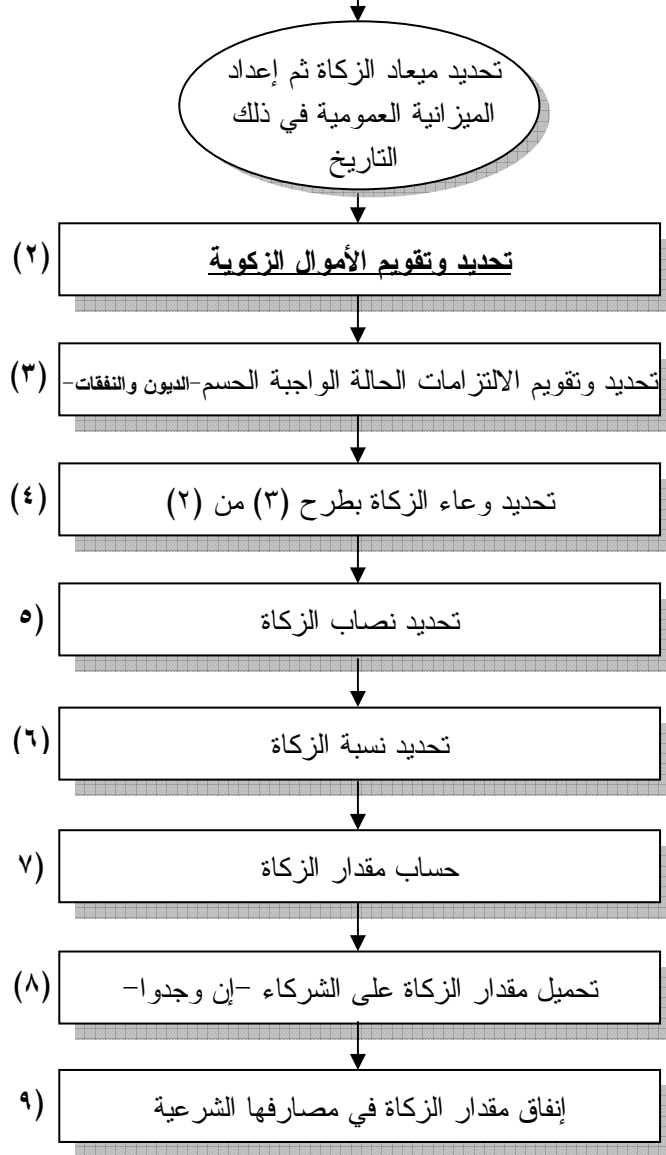 تحديد ميعاد الزكاة ثم إعداد
الميزانية العمومية في ذلك
التاريخ
(٢) تحديد وتقويم الأموال الزكوية
(٣) تحديد وتقويم الالتزامات الحالة الواجبة الحسم-الديون والنفقات-
(٤) تحديد وعاء الزكاة بطرح (٣) من (٢)
٥) تحديد نصاب الزكاة
(٦) تحديد نسبة الزكاة
٧) حساب مقدار الزكاة
(٨) تحميل مقدار الزكاة على الشركاء -إن وجدوا-
٩) إنفاق مقدار الزكاة في مصارفها الشرعية